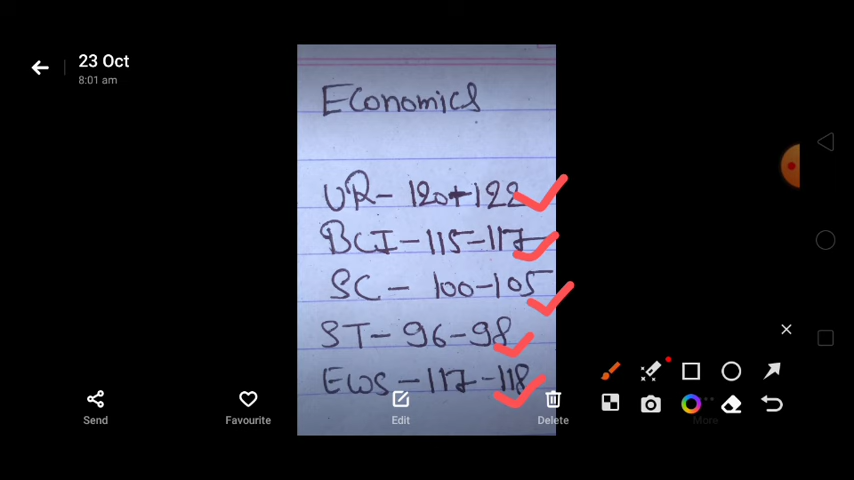 23 Oct
8:01 am
Economics
UR- 120+122
BCI-115-117
SC - 100-105
ST- 96-98
EWS -117-118
Send
Favourite
Edit
Delete
More